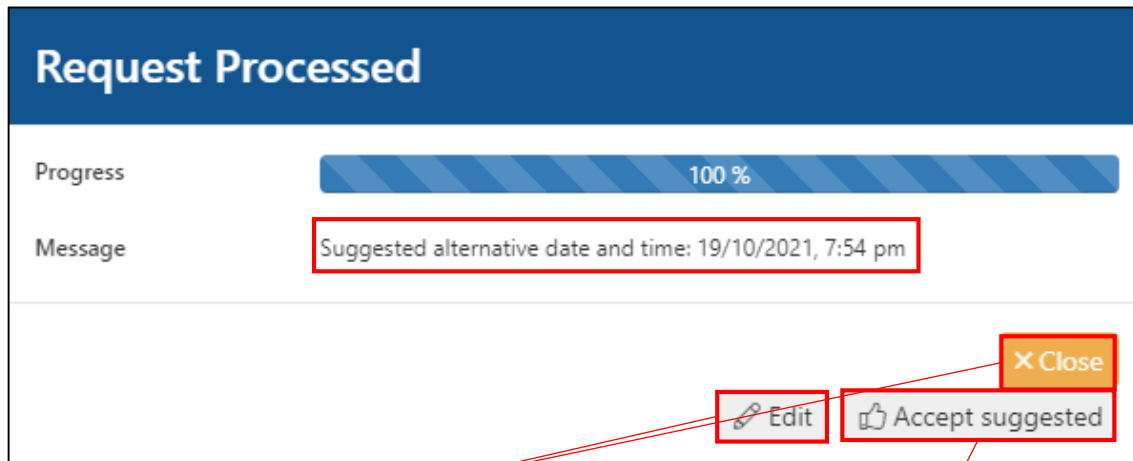 Request Processed
Progress
100 %
Message
Suggested alternative date and time: 19/10/2021, 7:54 pm
Close
Edit
Accept suggested